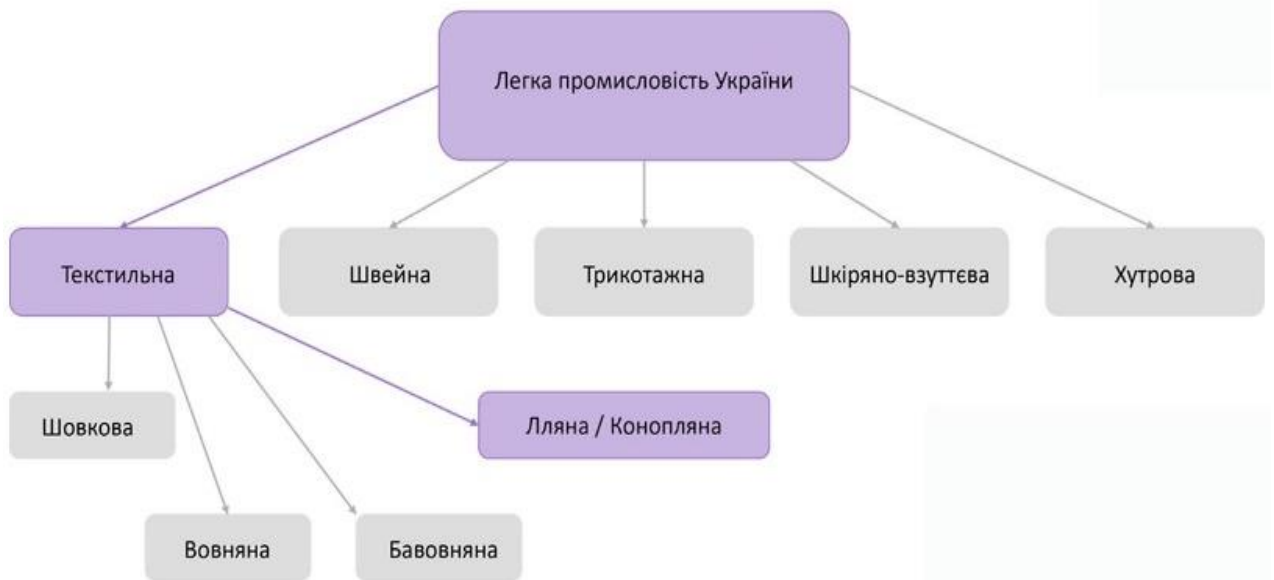 Легка промисловість України
Текстильна
Швейна
Трикотажна
Шкіряно-взуттєва
Хутрова
Шовкова
Лляна / Конопляна
Вовняна
Бавовняна